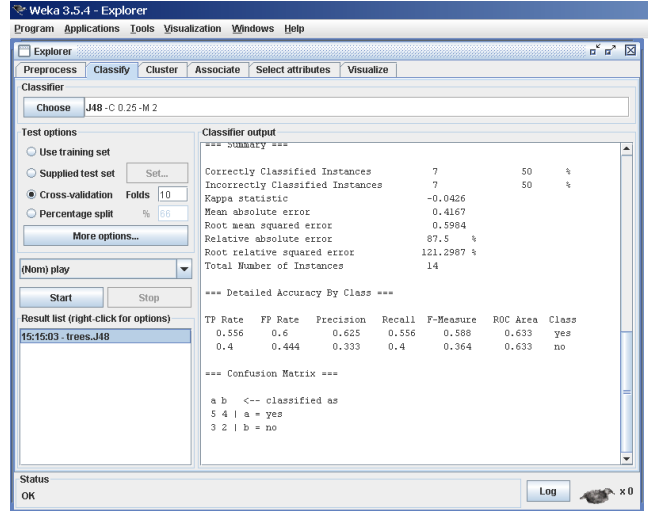 Weka 3.5.4 - Explorer
Program Applications Tools Visualization Windows Help
Explorer
Preprocess Classify Cluster Associate Select attributes Visualize
Classifier
Choose J48 -C 0.25 -M 2
Test options
Use training set
Supplied test set Set...
Cross-validation Folds 10
Percentage split % 66
More options...
(Nom) play
Start Stop
Result list (right-click for options)
15:15:03 - trees.J48
Classifier output
=== Summary ===
Correctly Classified Instances 7 50 %
Incorrectly Classified Instances 7 50 %
Kappa statistic -0.0426
Mean absolute error 0.4167
Root mean squared error 0.5984
Relative absolute error 87.5 %
Root relative squared error 121.2987 %
Total Number of Instances 14
=== Detailed Accuracy By Class ===
TP Rate FP Rate Precision Recall F-Measure ROC Area Class
0.556 0.6 0.625 0.556 0.588 0.633 yes
0.4 0.444 0.333 0.4 0.364 0.633 no
=== Confusion Matrix ===
a b <-- classified as
5 4 | a = yes
3 2 | b = no
Status
OK
Log
x 0